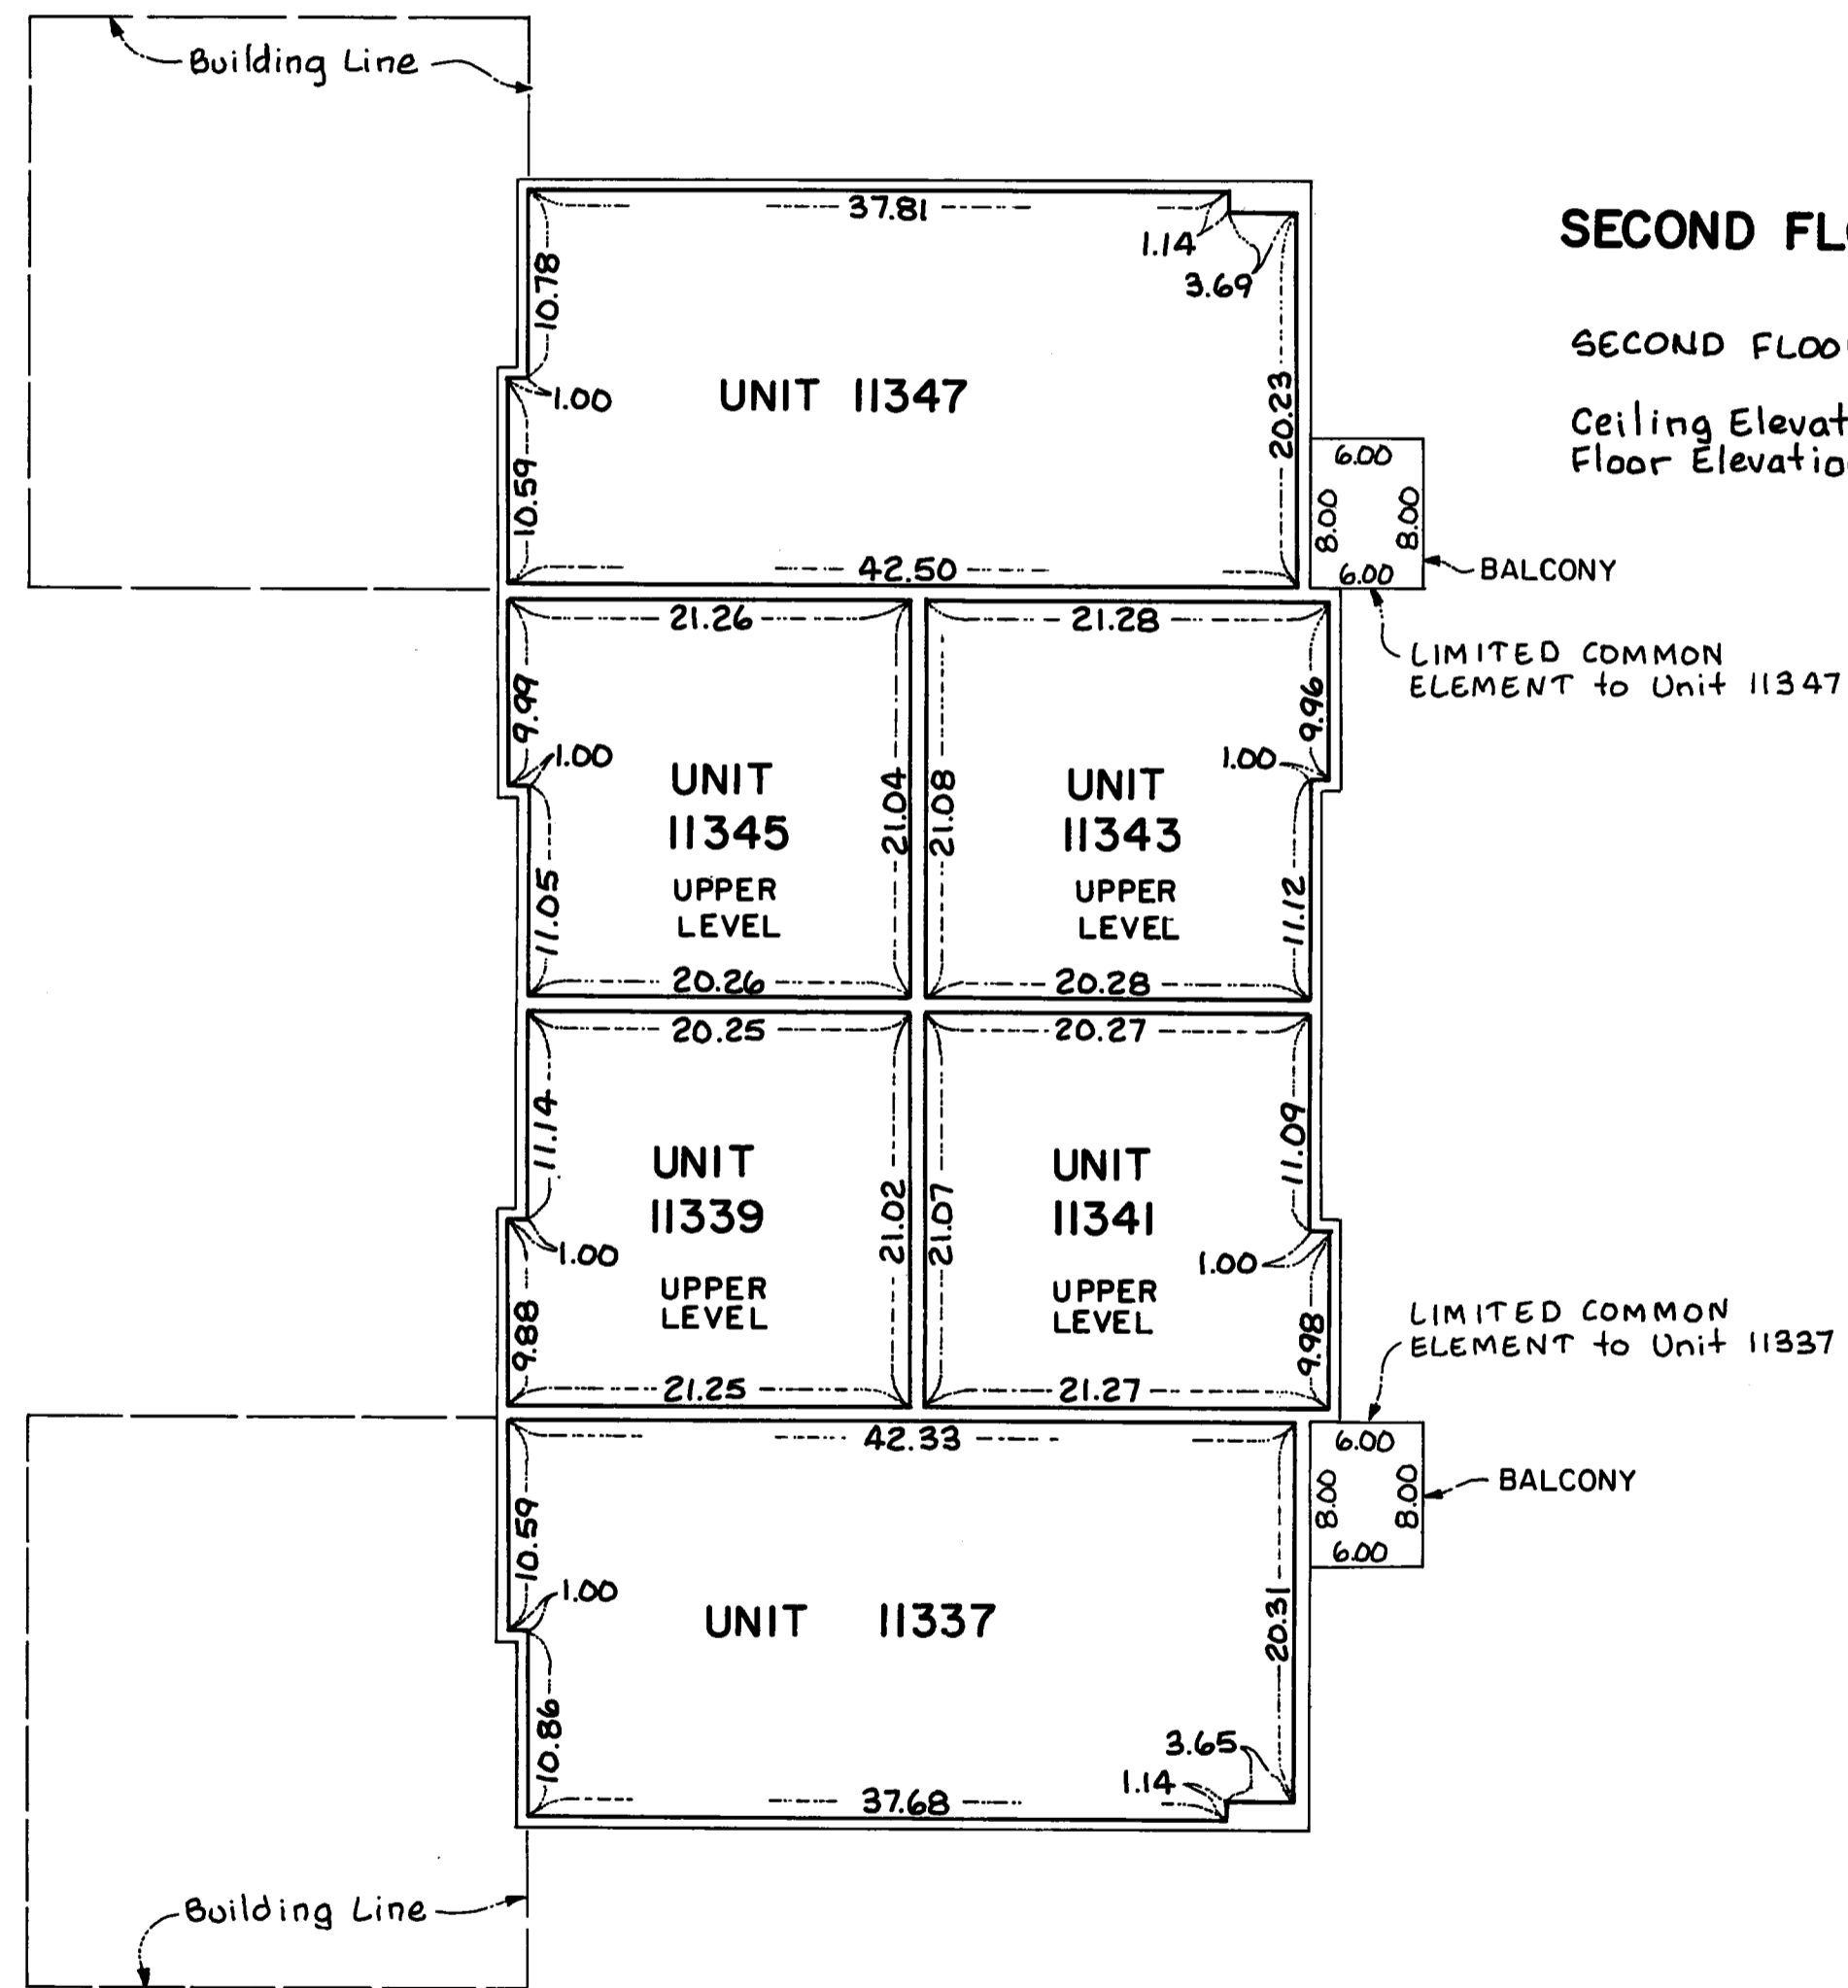 Building Line
37.81
1.14
3.69
10.78
1.00
UNIT 11347
20.23
10.59
42.50
SECOND FLO
SECOND FLOO
Ceiling Elevat
Floor Elevatio
6.00
8.00
8.00
6.00
BALCONY
LIMITED COMMON
ELEMENT to Unit 11347
21.26
9.99
1.00
UNIT
11345
UPPER
LEVEL
21.04
11.05
20.26
21.28
9.96
1.00
21.08
UNIT
11343
UPPER
LEVEL
11.12
20.28
20.25
11.14
UNIT
11339
UPPER
LEVEL
21.02
1.00
9.88
21.25
20.27
11.09
UNIT
11341
UPPER
LEVEL
21.07
1.00
9.98
21.27
LIMITED COMMON
ELEMENT to Unit 11337
6.00
8.00
8.00
6.00
BALCONY
42.33
10.59
1.00
UNIT 11337
20.31
10.86
3.65
1.14
37.68
Building Line